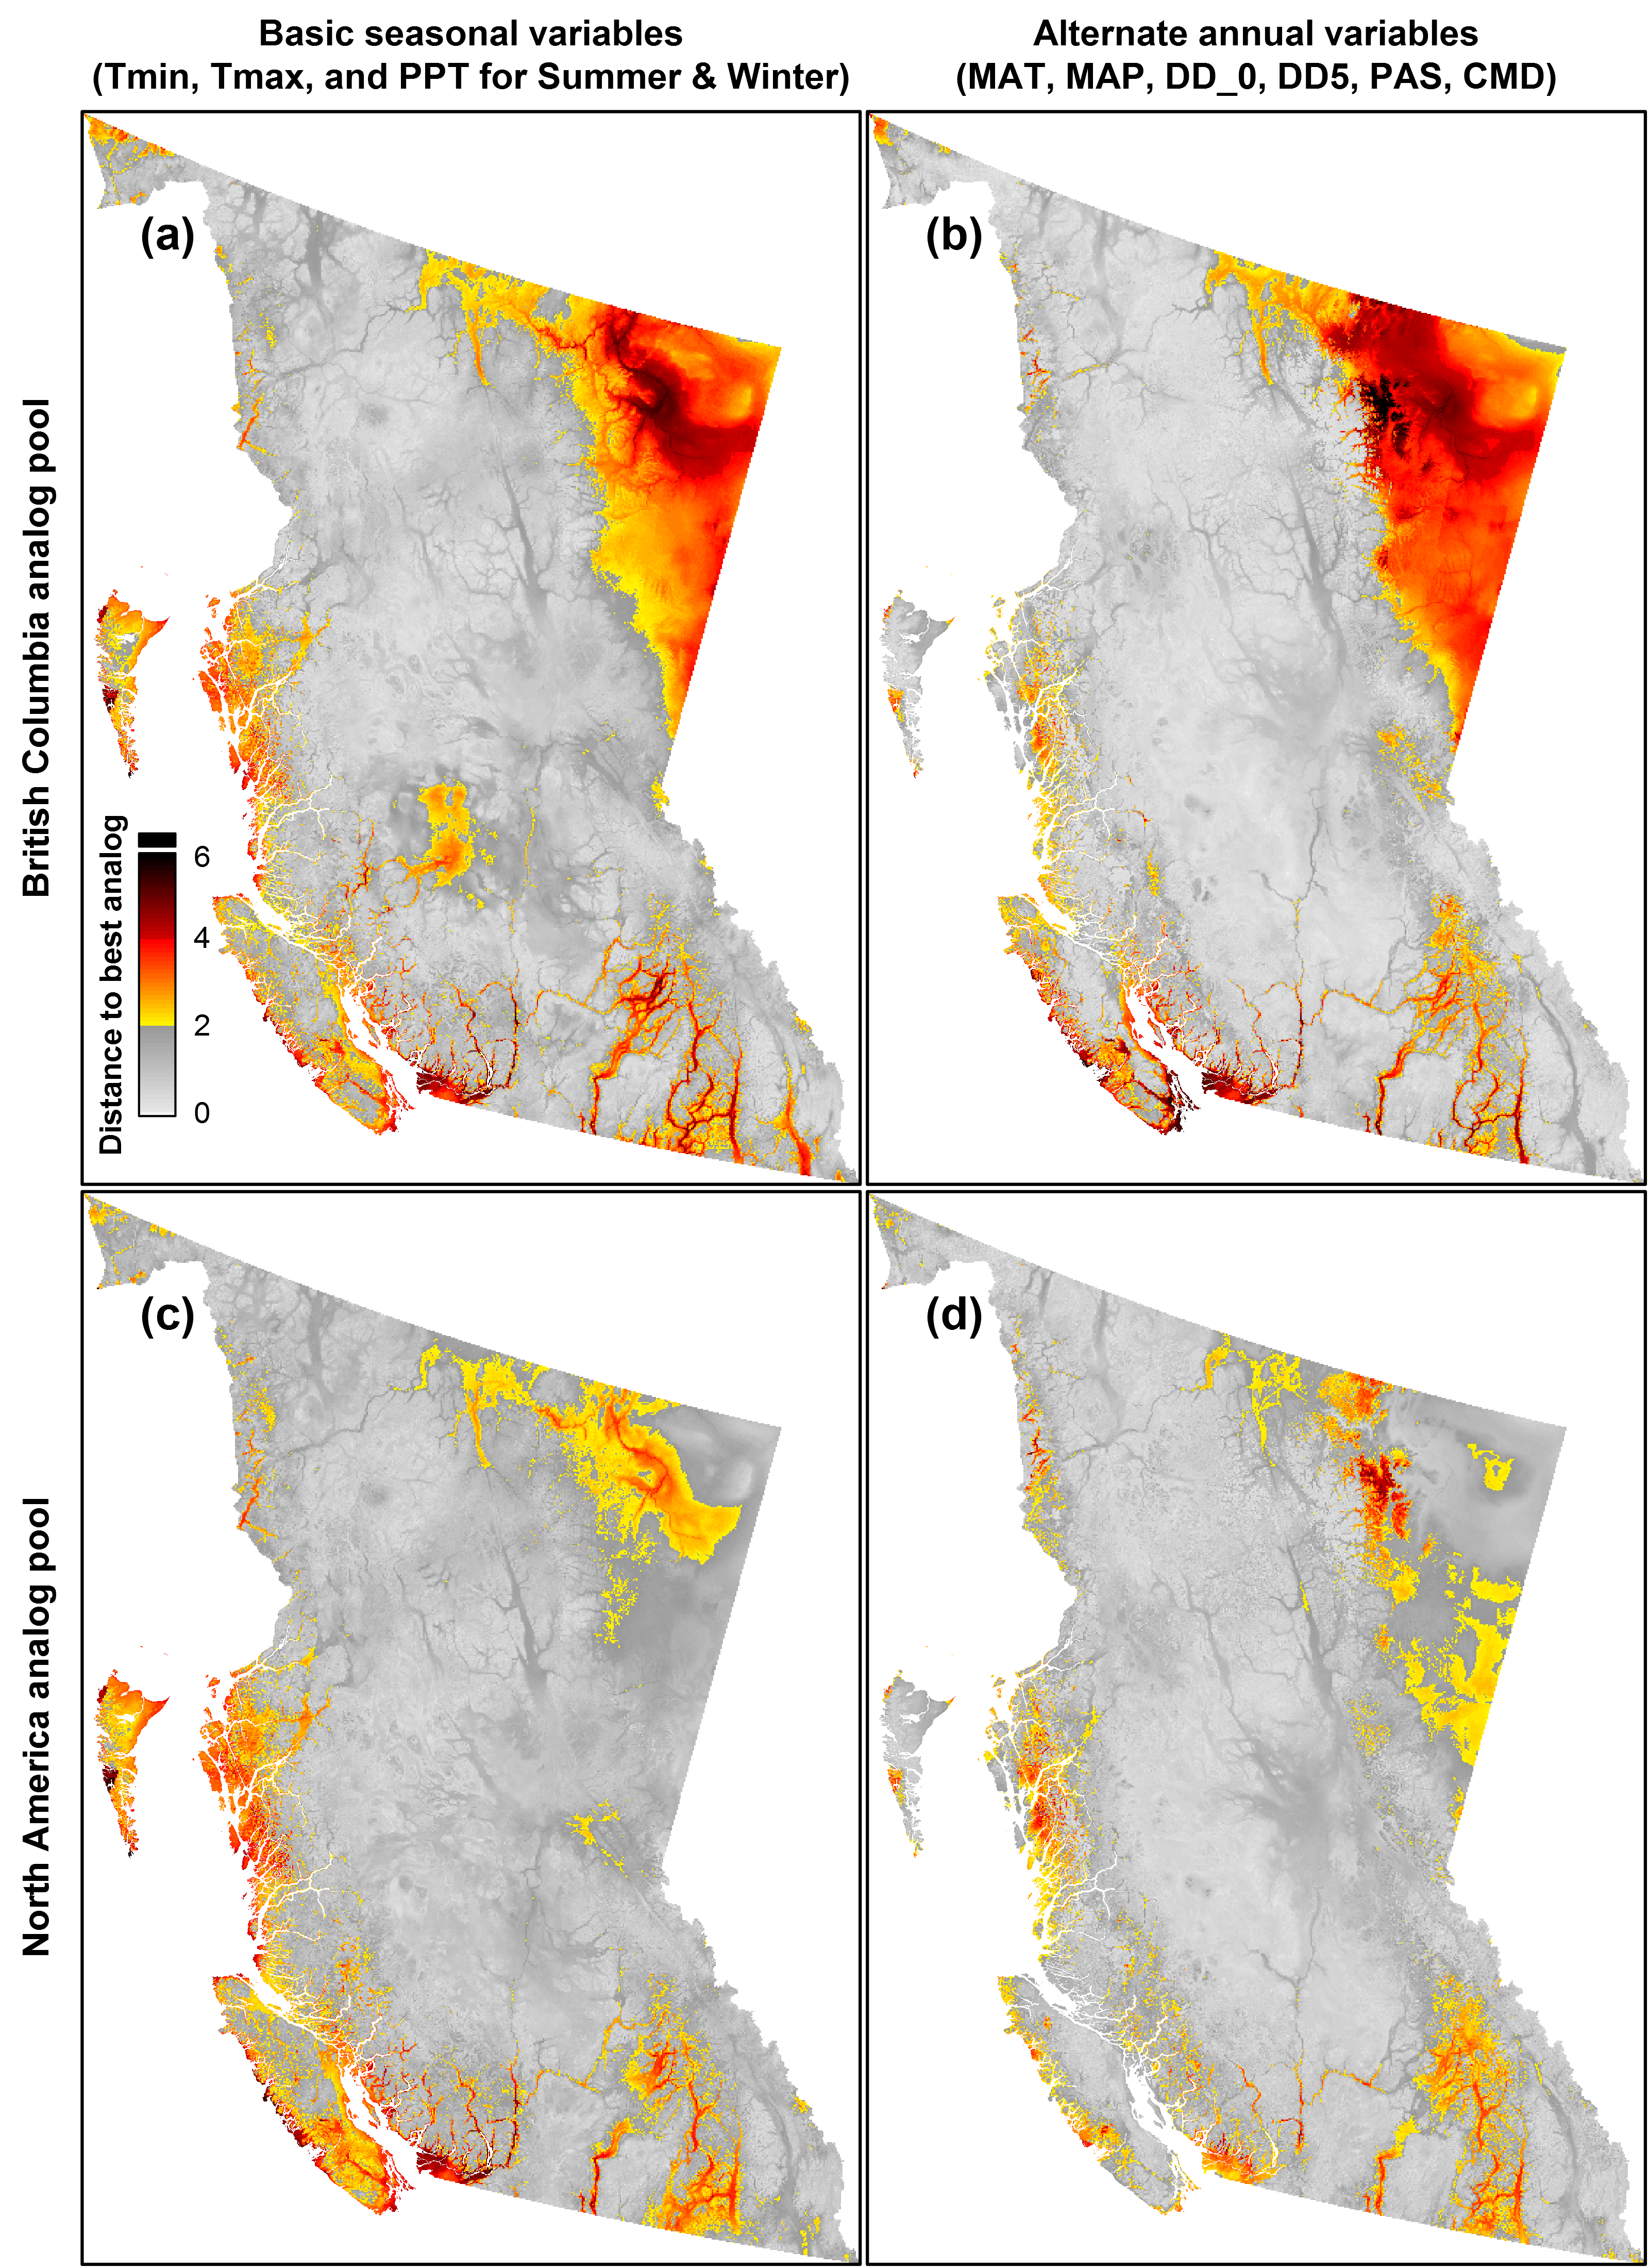 Basic seasonal variables
(Tmin, Tmax, and PPT for Summer & Winter)
Alternate annual variables
(MAT, MAP, DD_0, DD5, PAS, CMD)
British Columbia analog pool
(a)
(b)
Distance to best analog
6
4
2
0
North America analog pool
(c)
(d)